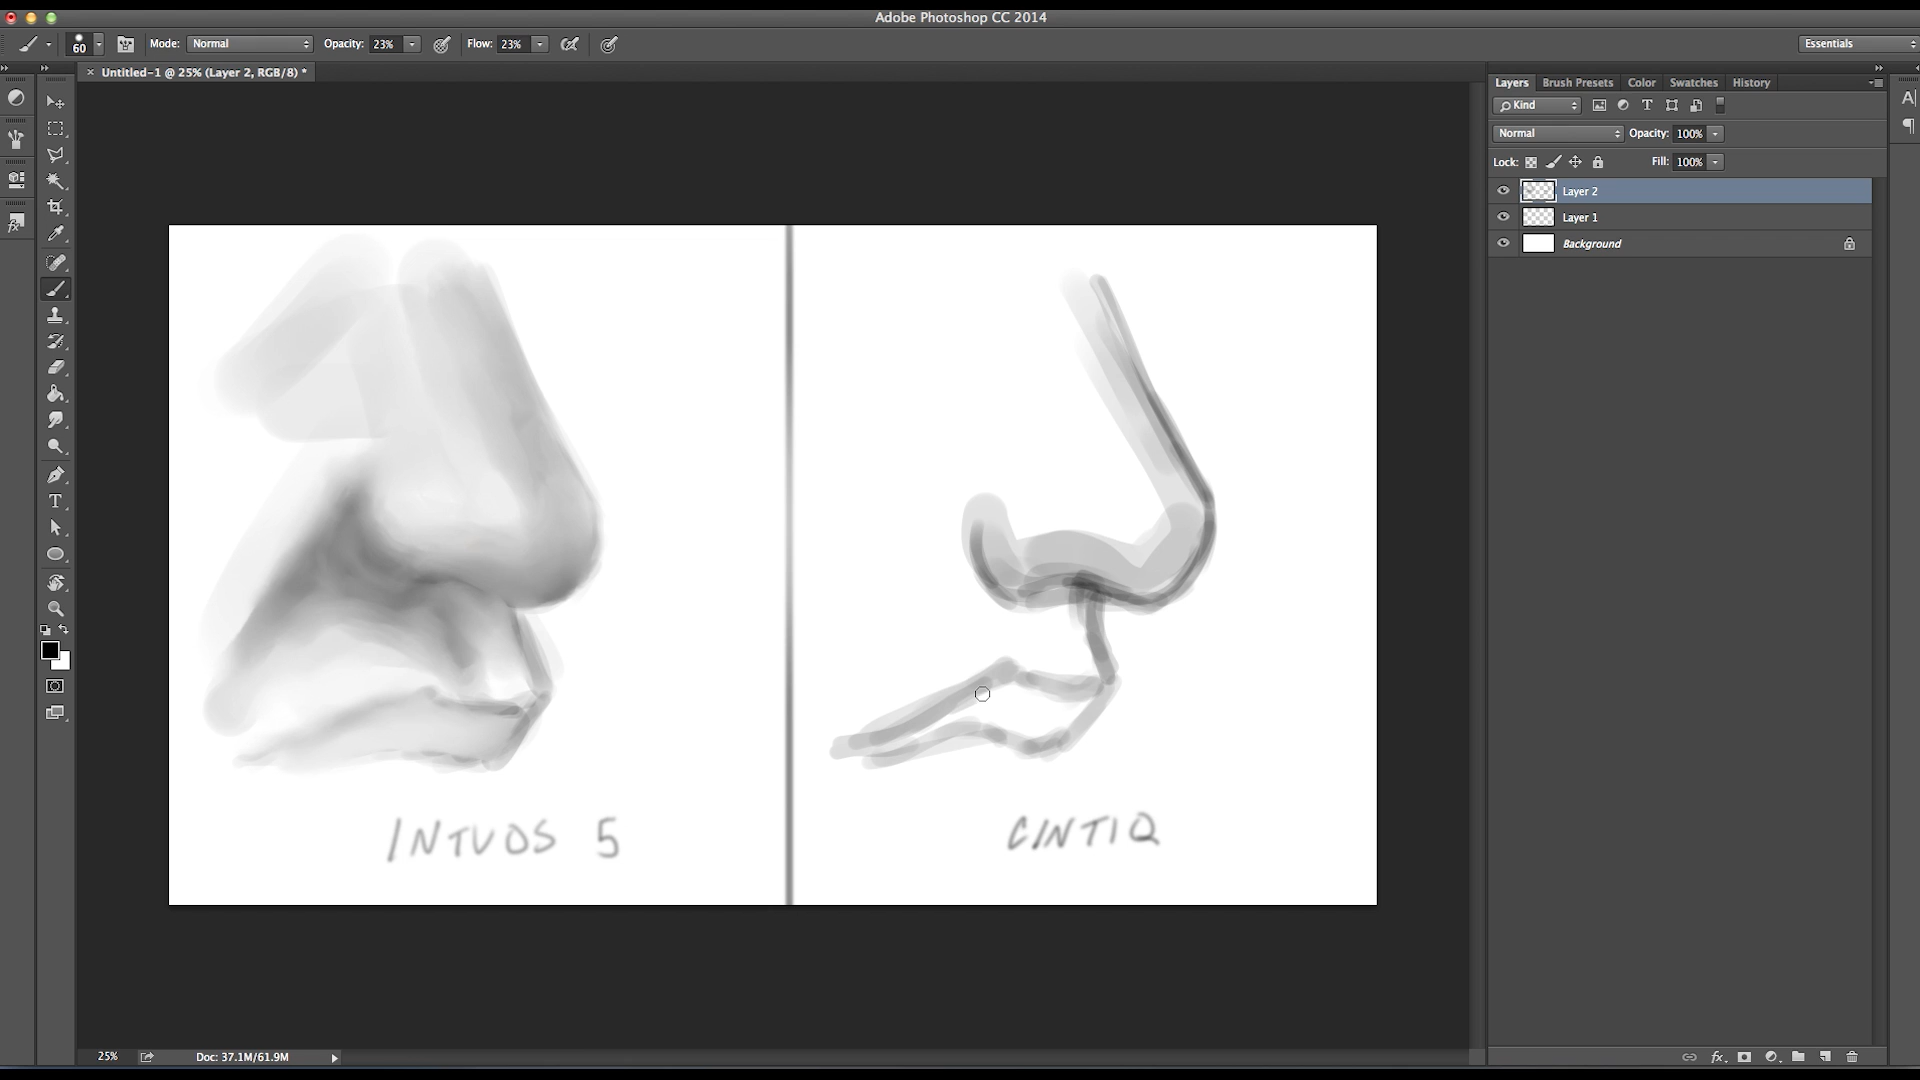 Adobe Photoshop CC 2014
60 Mode: Normal Opacity: 23% Flow: 23% Essentials
Untitled-1 @ 25% (Layer 2, RGB/8) *
Layers Brush Presets Color Swatches History
Kind
Normal Opacity: 100%
Lock: Fill: 100%
Layer 2
Layer 1
Background
INTUOS 5
CINTIQ
25% Doc: 37.1M/61.9M